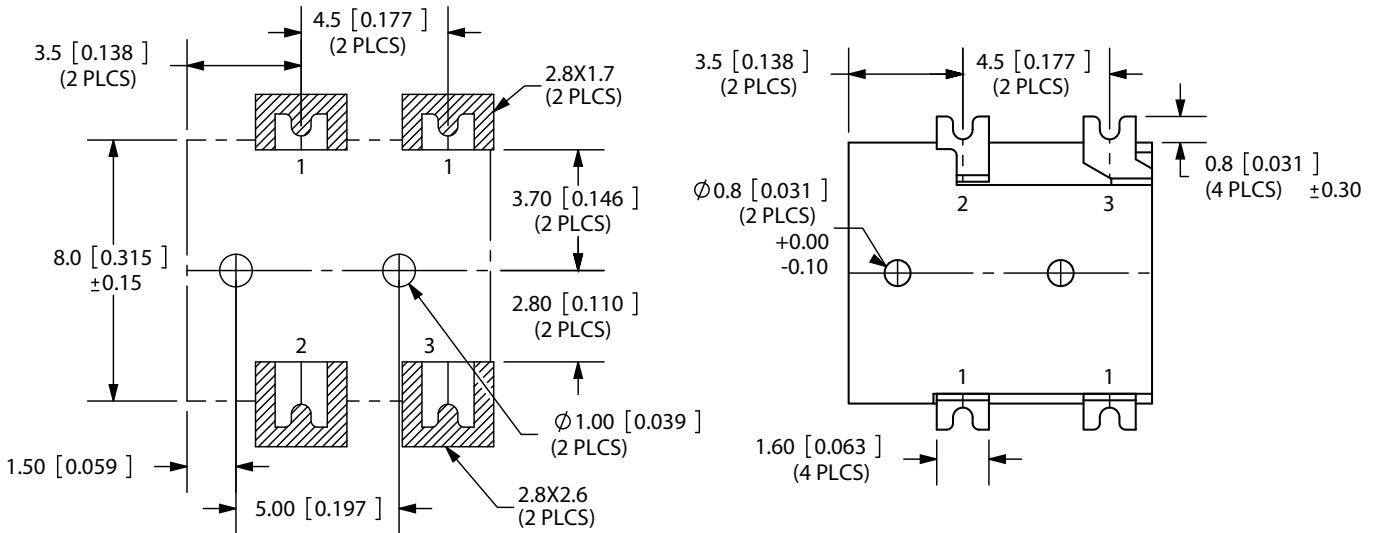 4.5 [0.177 ]
(2 PLCS)
3.5 [0.138 ]
(2 PLCS)
2.8X1.7
(2 PLCS)
1
1
3.70 [0.146 ]
(2 PLCS)
8.0 [0.315 ]
±0.15
2.80 [0.110 ]
(2 PLCS)
2
3
∅1.00 [0.039 ]
(2 PLCS)
1.50 [0.059 ]
5.00 [0.197 ]
2.8X2.6
(2 PLCS)
3.5 [0.138 ]
(2 PLCS)
4.5 [0.177 ]
(2 PLCS)
0.8 [0.031 ]
(4 PLCS) ±0.30
∅0.8 [0.031 ]
(2 PLCS)
+0.00
-0.10
2
3
1
1
1.60 [0.063 ]
(4 PLCS)